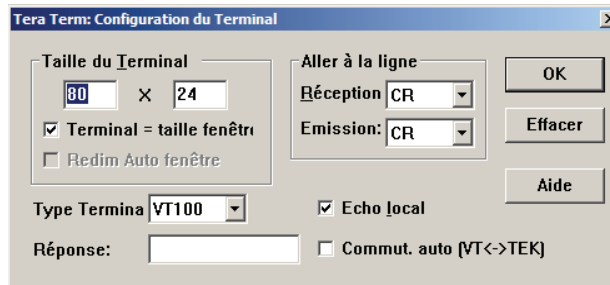 Tera Term: Configuration du Terminal
Taille du Terminal
80 X 24
Terminal = taille fenêtre
Redim Auto fenêtre
Aller à la ligne
Réception CR
Emission: CR
OK
Effacer
Aide
Type Termina VT100
Echo local
Réponse:
Commut. auto (VT<->TEK)